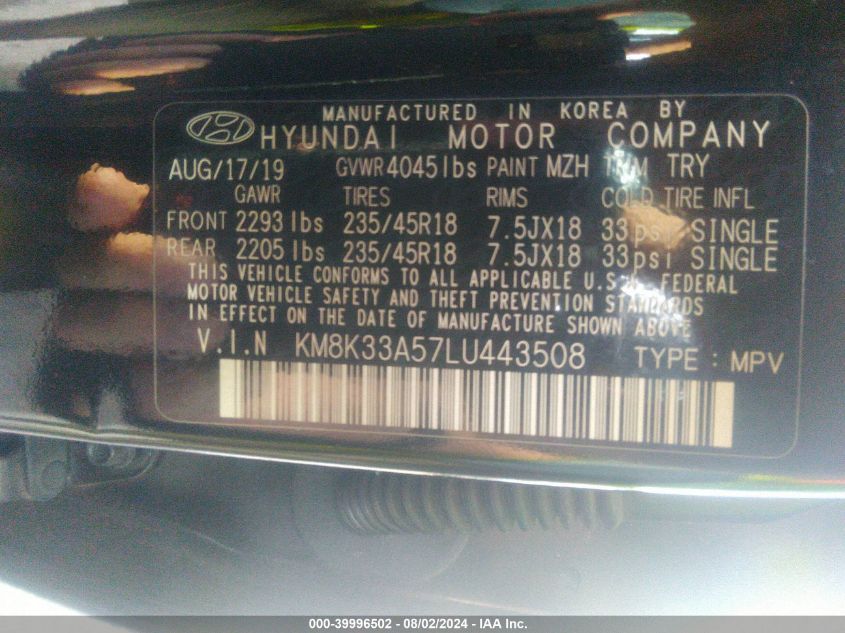 MANUFACTURED IN KOREA BY
HYUNDAI MOTOR COMPANY
AUG/17/19 GVWR 4045lbs PAINT MZH TRIM TRY
GAWR TIRES RIMS COLD TIRE INFL
FRONT 2293 lbs 235/45R18 7.5JX18 33psi SINGLE
REAR 2205 lbs 235/45R18 7.5JX18 33psi SINGLE
THIS VEHICLE CONFORMS TO ALL APPLICABLE U.S.A. FEDERAL
MOTOR VEHICLE SAFETY AND THEFT PREVENTION STANDARDS
IN EFFECT ON THE DATE OF MANUFACTURE SHOWN ABOVE
V.I.N KM8K33A57LU443508 TYPE : MPV
000-39996502 - 08/02/2024 - IAA Inc.